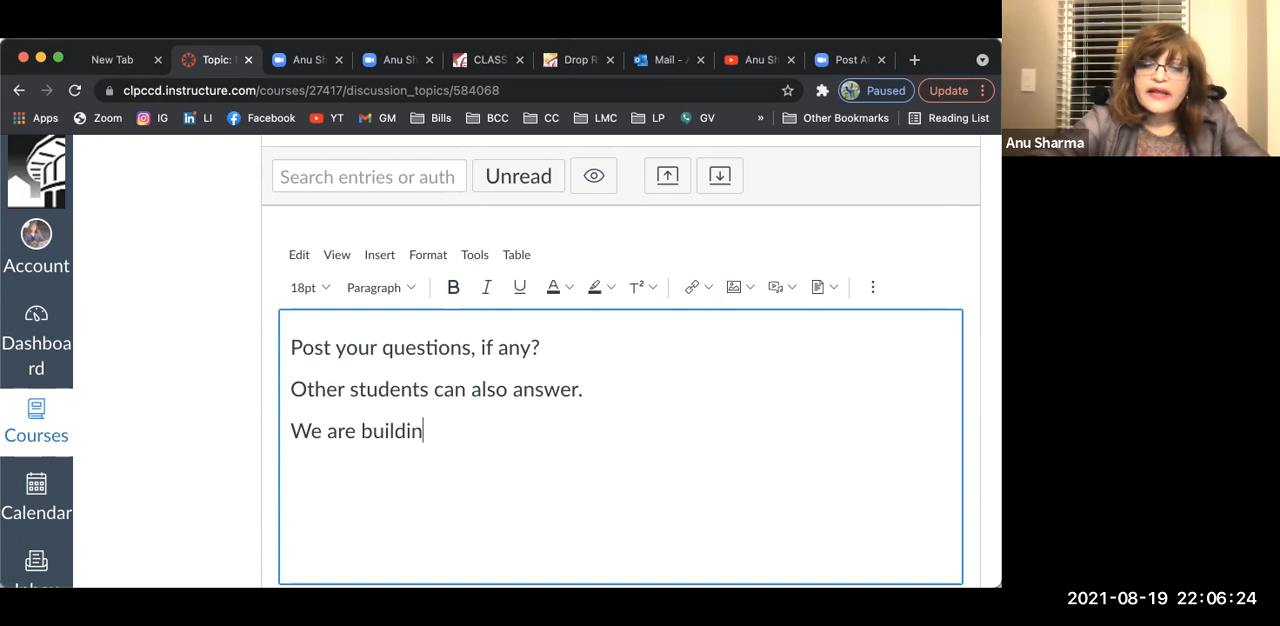 New Tab
Topic:
Anu Sh
Anu Sh
CLASS
Drop R
Mail - A
Anu Sh
Post At
clpccd.instructure.com/courses/27417/discussion_topics/584068
Paused
Update
Apps
Zoom
IG
LI
Facebook
YT
GM
Bills
BCC
CC
LMC
LP
GV
»
Other Bookmarks
Reading List
Anu Sharma
Search entries or auth
Unread
Account
Dashboa
rd
Courses
Calendar
Edit View Insert Format Tools Table
18pt Paragraph B I U A T²
Post your questions, if any?
Other students can also answer.
We are buildin
2021-08-19 22:06:24